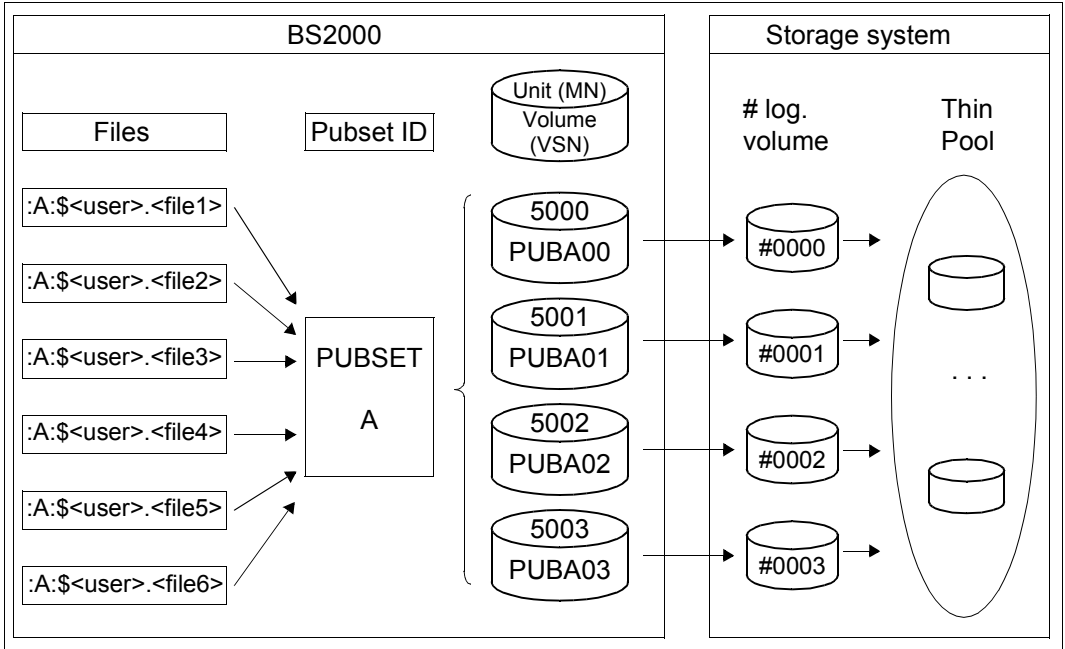 BS2000
Storage system
Files
Pubset ID
Unit (MN)
Volume
(VSN)
# log.
volume
Thin
Pool
:A:$<user>.<file1>
:A:$<user>.<file2>
:A:$<user>.<file3>
:A:$<user>.<file4>
:A:$<user>.<file5>
:A:$<user>.<file6>
PUBSET
A
5000
PUBA00
5001
PUBA01
5002
PUBA02
5003
PUBA03
#0000
#0001
#0002
#0003
. . .